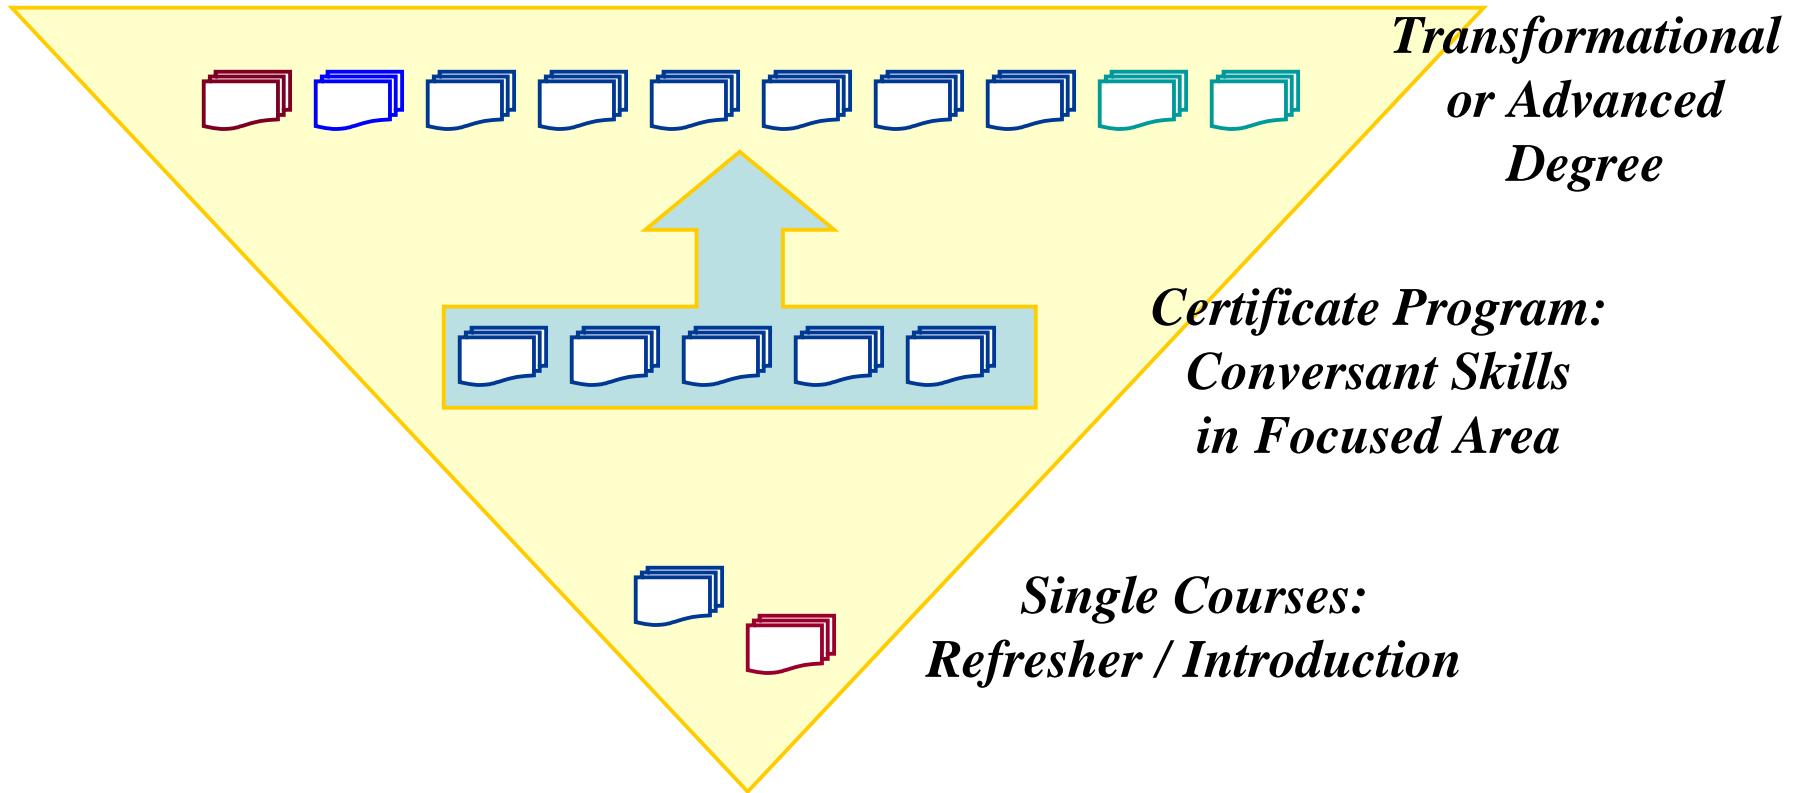 Transformational
or Advanced
Degree
Certificate Program:
Conversant Skills
in Focused Area
Single Courses:
Refresher / Introduction